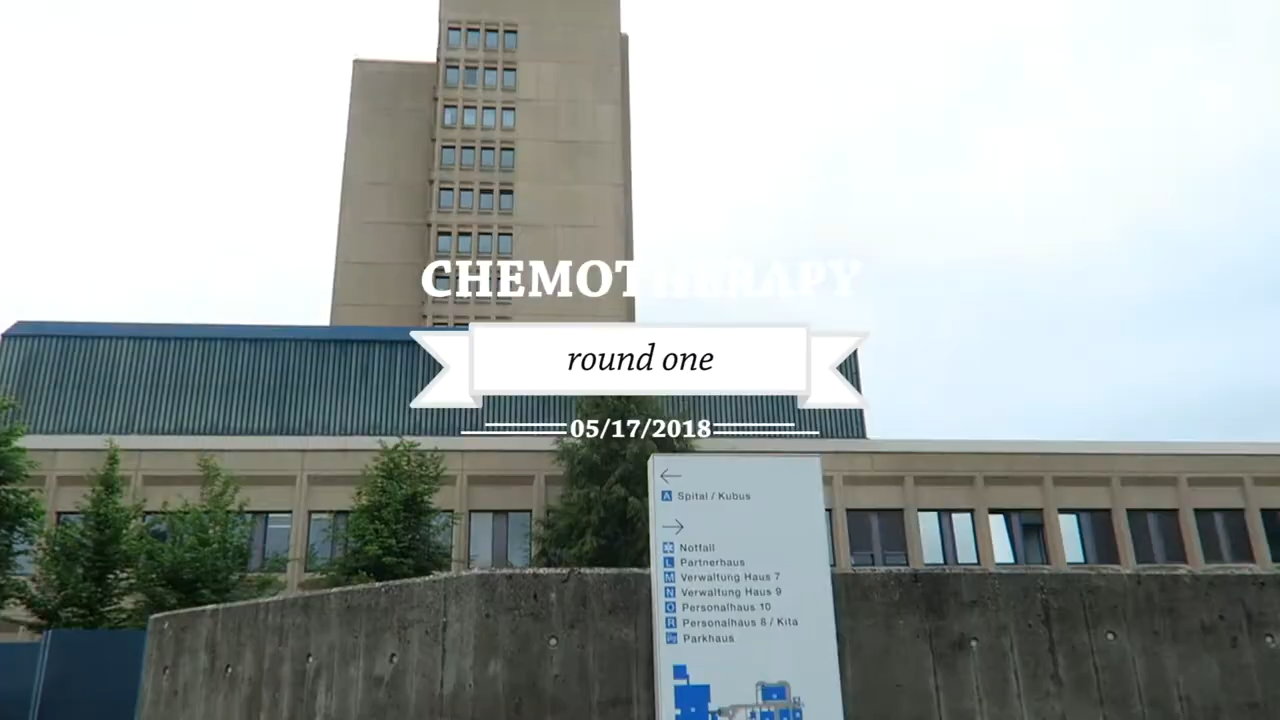 CHEMOTHERAPY
round one
05/17/2018
A Spital / Kubus
Notfall
L Partnerhaus
M Verwaltung Haus 7
N Verwaltung Haus 9
O Personalhaus 10
R Personalhaus 8 / Kita
Parkhaus